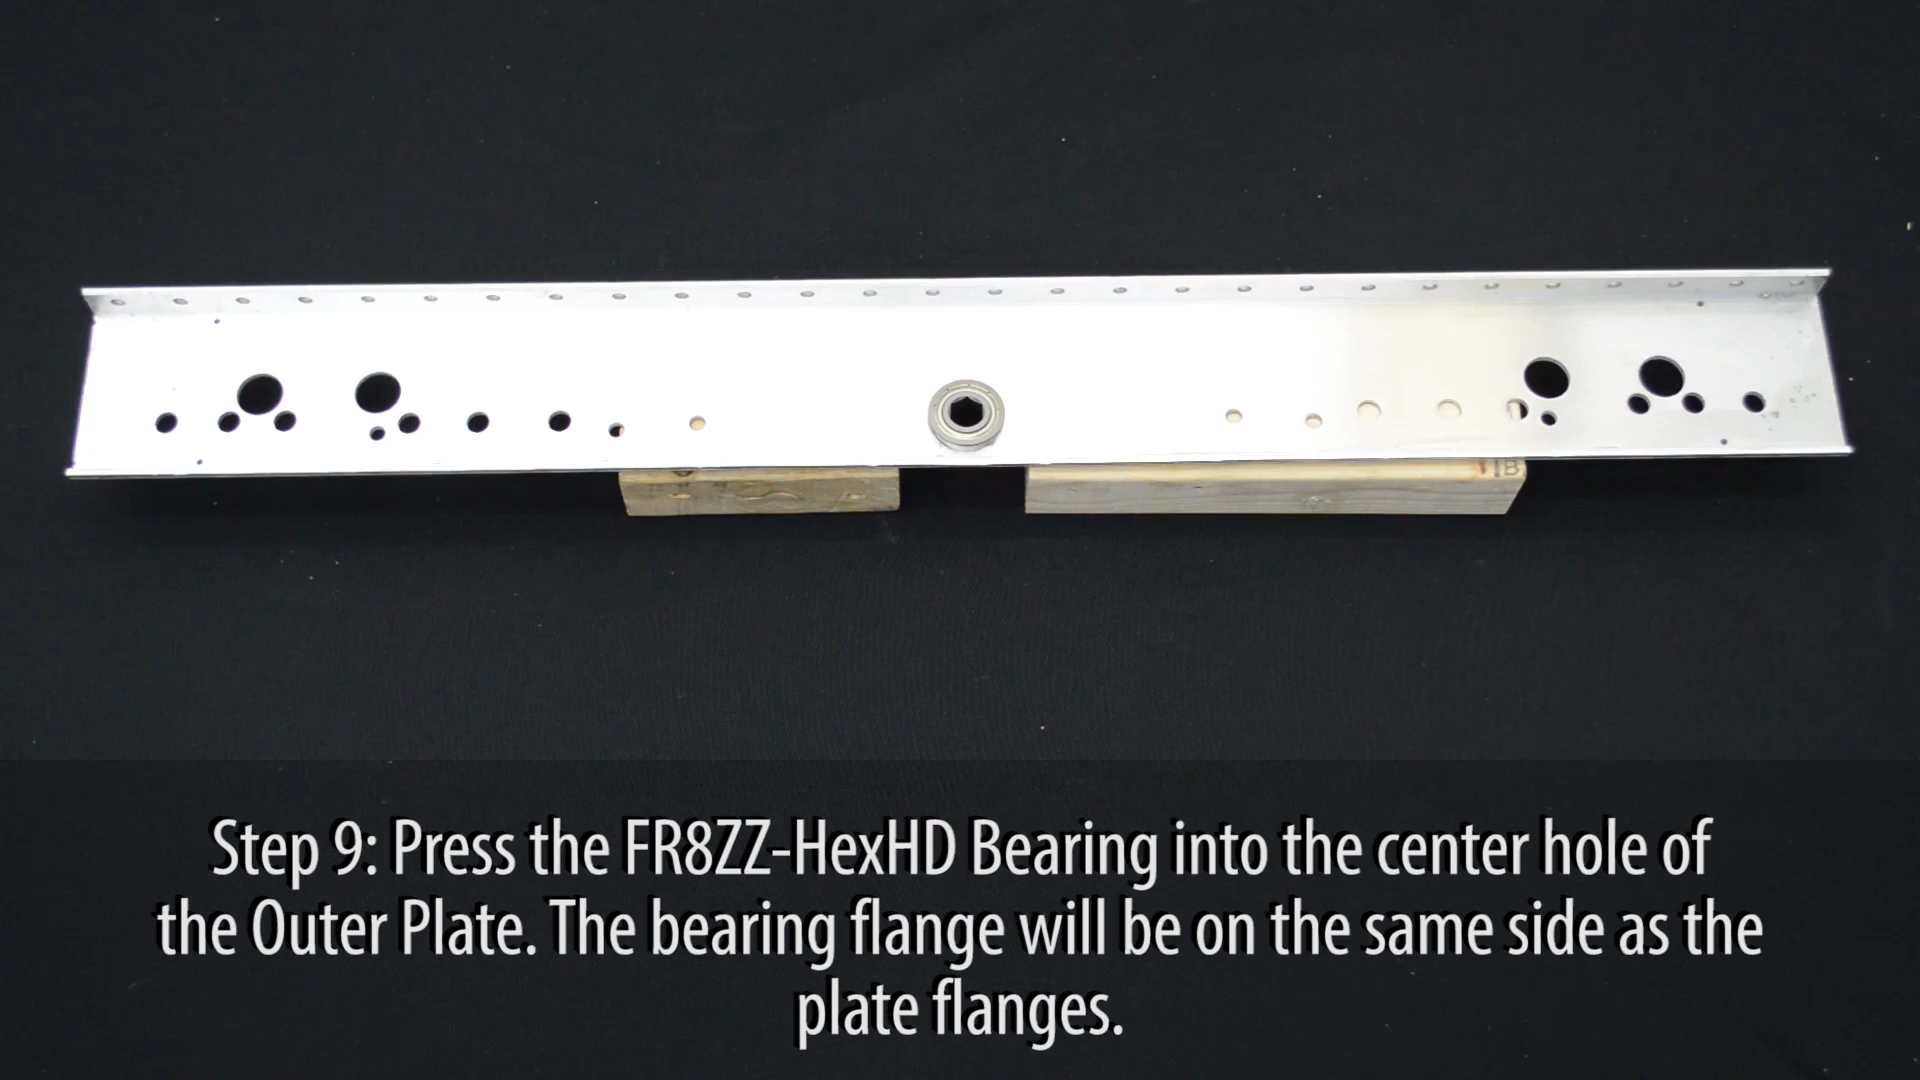 IB
Step 9: Press the FR8ZZ-HexHD Bearing into the center hole of
the Outer Plate. The bearing flange will be on the same side as the
plate flanges.